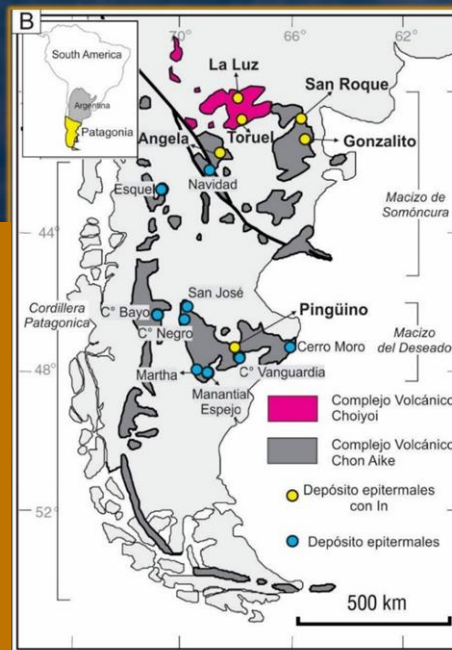 B
70°
66°
62°
South America
Argentina
Patagonia
La Luz
San Roque
Angela
Toruel
Gonzalito
Esquel
Navidad
Macizo de
Somóncura
44°
San José
Cordillera
Patagonica
C° Bayo
Pingüino
Macizo
del Deseado
C° Negro
Cerro Moro
48°
Martha
C° Vanguardia
Manantial
Espejo
Complejo Volcánico
Choiyoi
Complejo Volcánico
Chon Aike
Depósito epitermales
con In
52°
Depósito epitermales
500 km